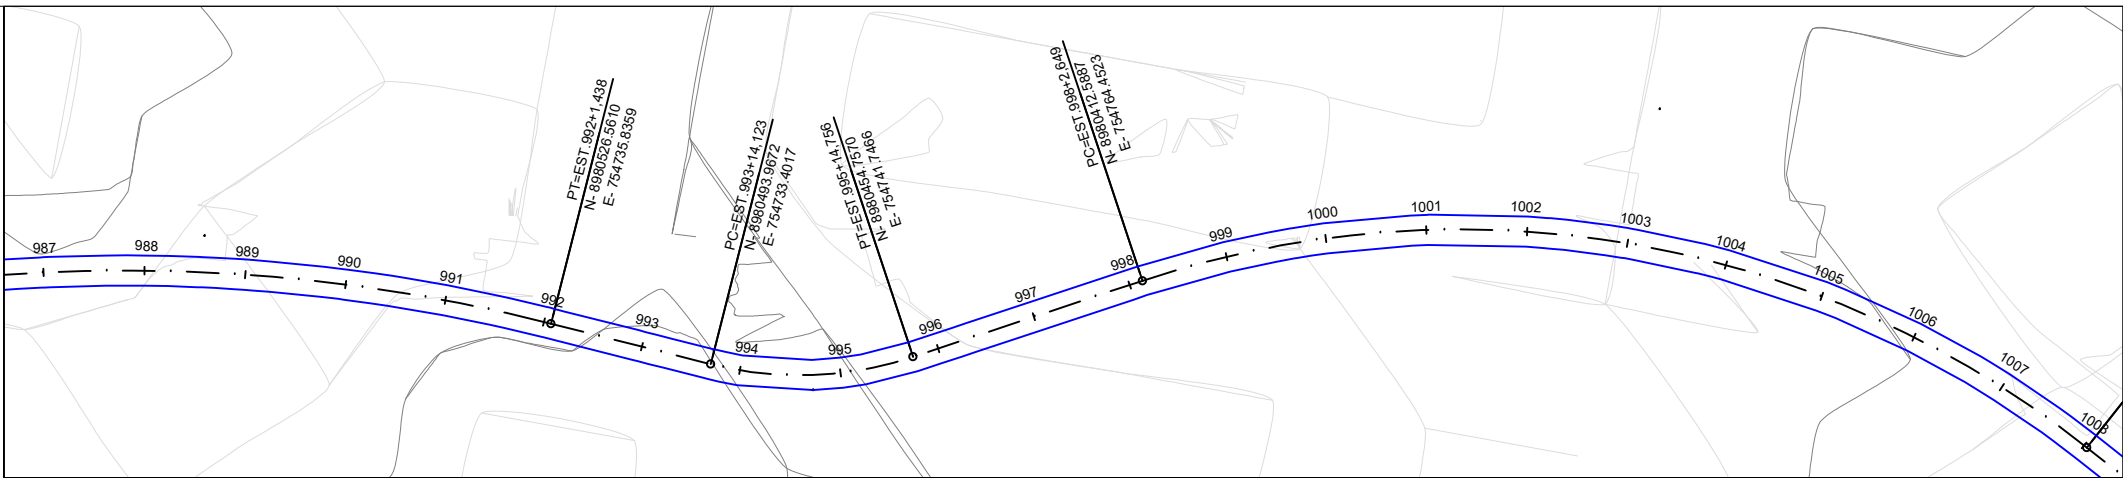 987
988
989
990
991
992
PT=EST.992+1,438
N- 8980526.5610
E- 754735.8359
993
PC=EST.993+14,123
N- 8980493.9672
E- 754733.4017
994
995
PT=EST.995+14,756
N- 8980454.7570
E- 754741.7466
996
997
998
PC=EST.998+2,649
N- 8980412.5887
E- 754764.4523
999
1000
1001
1002
1003
1004
1005
1006
1007
1008